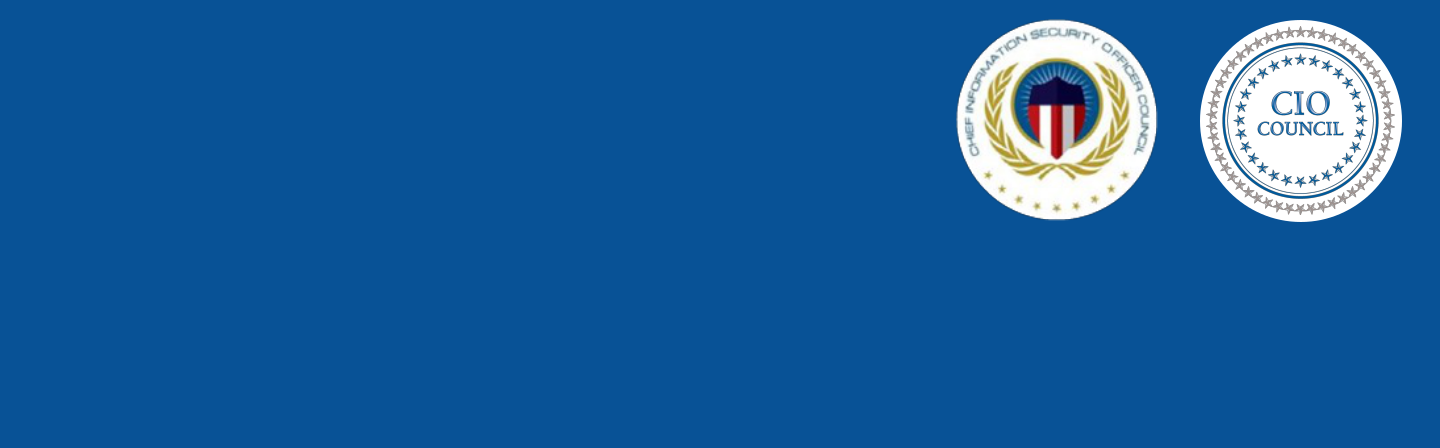 CHIEF INFORMATION SECURITY OFFICER COUNCIL
CIO
COUNCIL